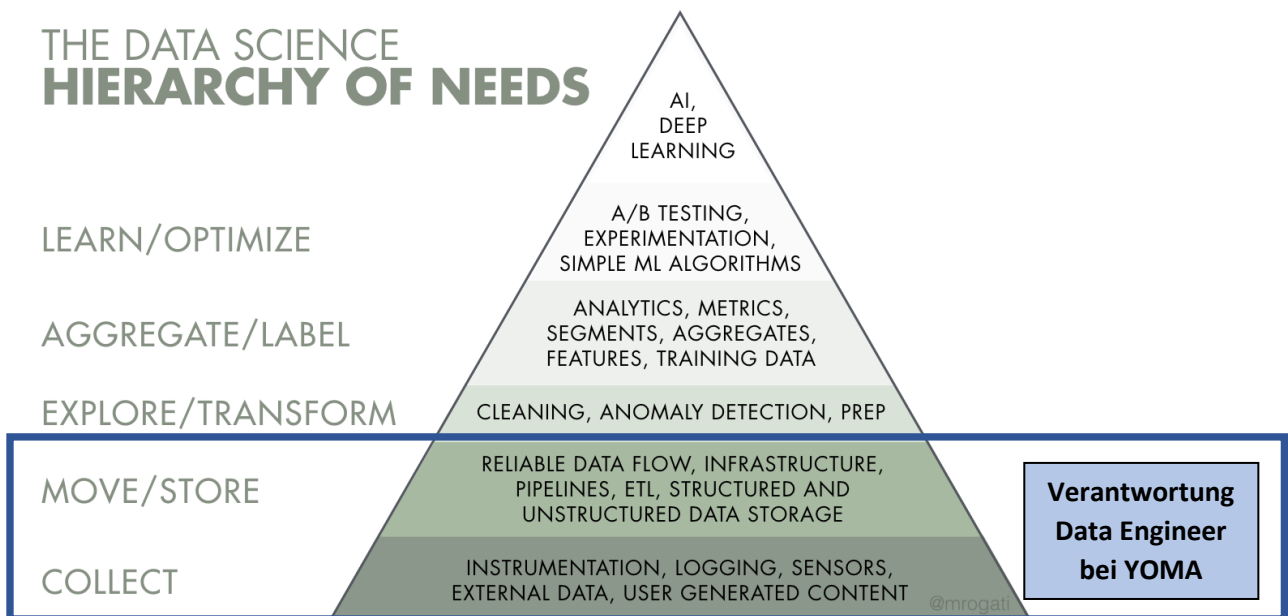 THE DATA SCIENCE
HIERARCHY OF NEEDS
AI,
DEEP
LEARNING
LEARN/OPTIMIZE
A/B TESTING,
EXPERIMENTATION,
SIMPLE ML ALGORITHMS
AGGREGATE/LABEL
ANALYTICS, METRICS,
SEGMENTS, AGGREGATES,
FEATURES, TRAINING DATA
EXPLORE/TRANSFORM
CLEANING, ANOMALY DETECTION, PREP
MOVE/STORE
RELIABLE DATA FLOW, INFRASTRUCTURE,
PIPELINES, ETL, STRUCTURED AND
UNSTRUCTURED DATA STORAGE
Verantwortung
Data Engineer
bei YOMA
COLLECT
INSTRUMENTATION, LOGGING, SENSORS,
EXTERNAL DATA, USER GENERATED CONTENT
@mrogati